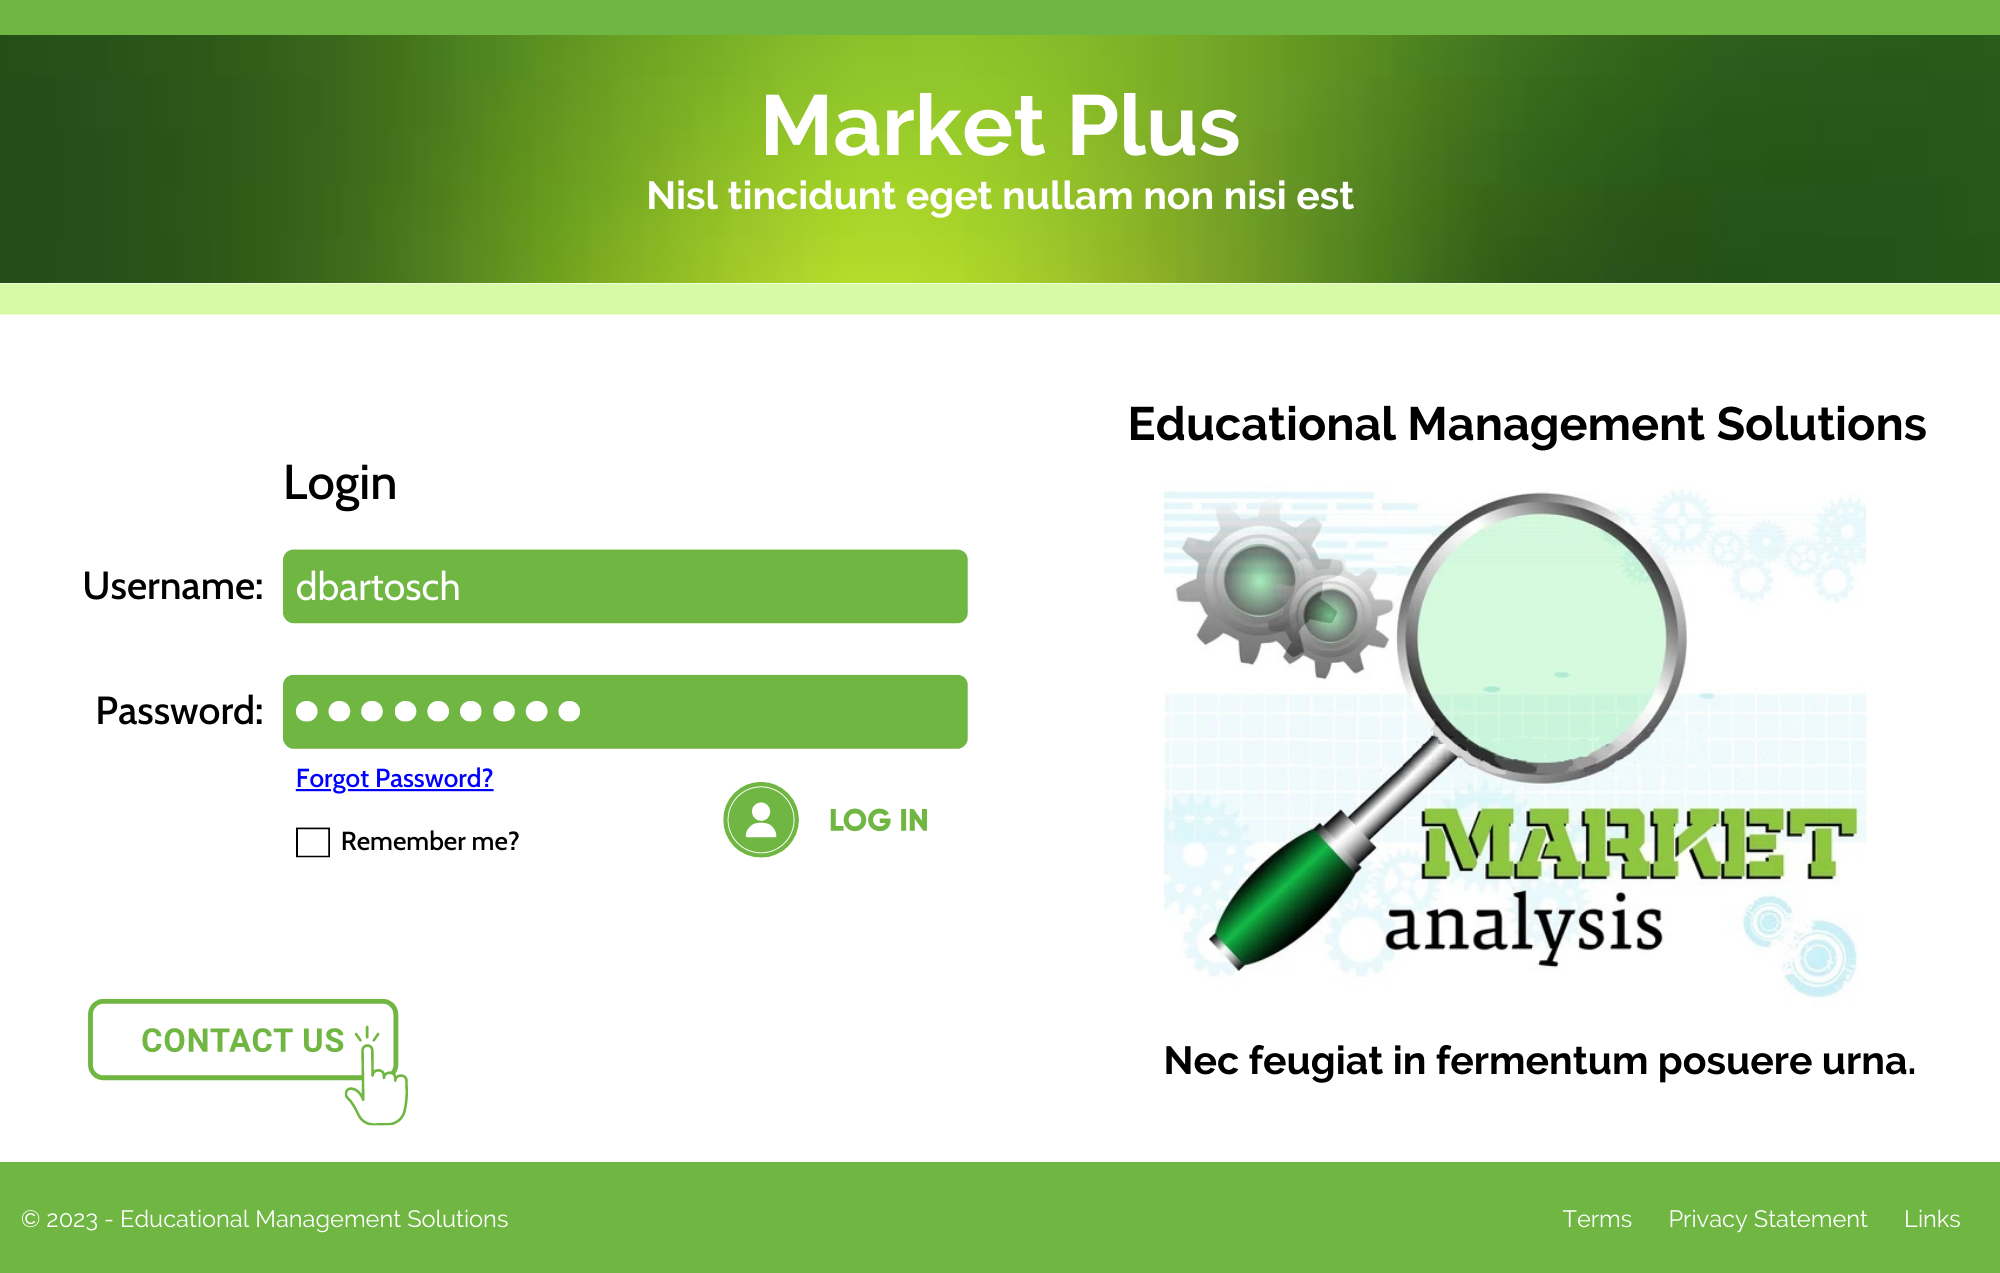 Market Plus
Nisl tincidunt eget nullam non nisi est
Educational Management Solutions
Login
Username: dbartosch
Password:
Forgot Password?
Remember me?
LOG IN
MARKET
analysis
CONTACT US
Nec feugiat in fermentum posuere urna.
© 2023 - Educational Management Solutions
Terms Privacy Statement Links